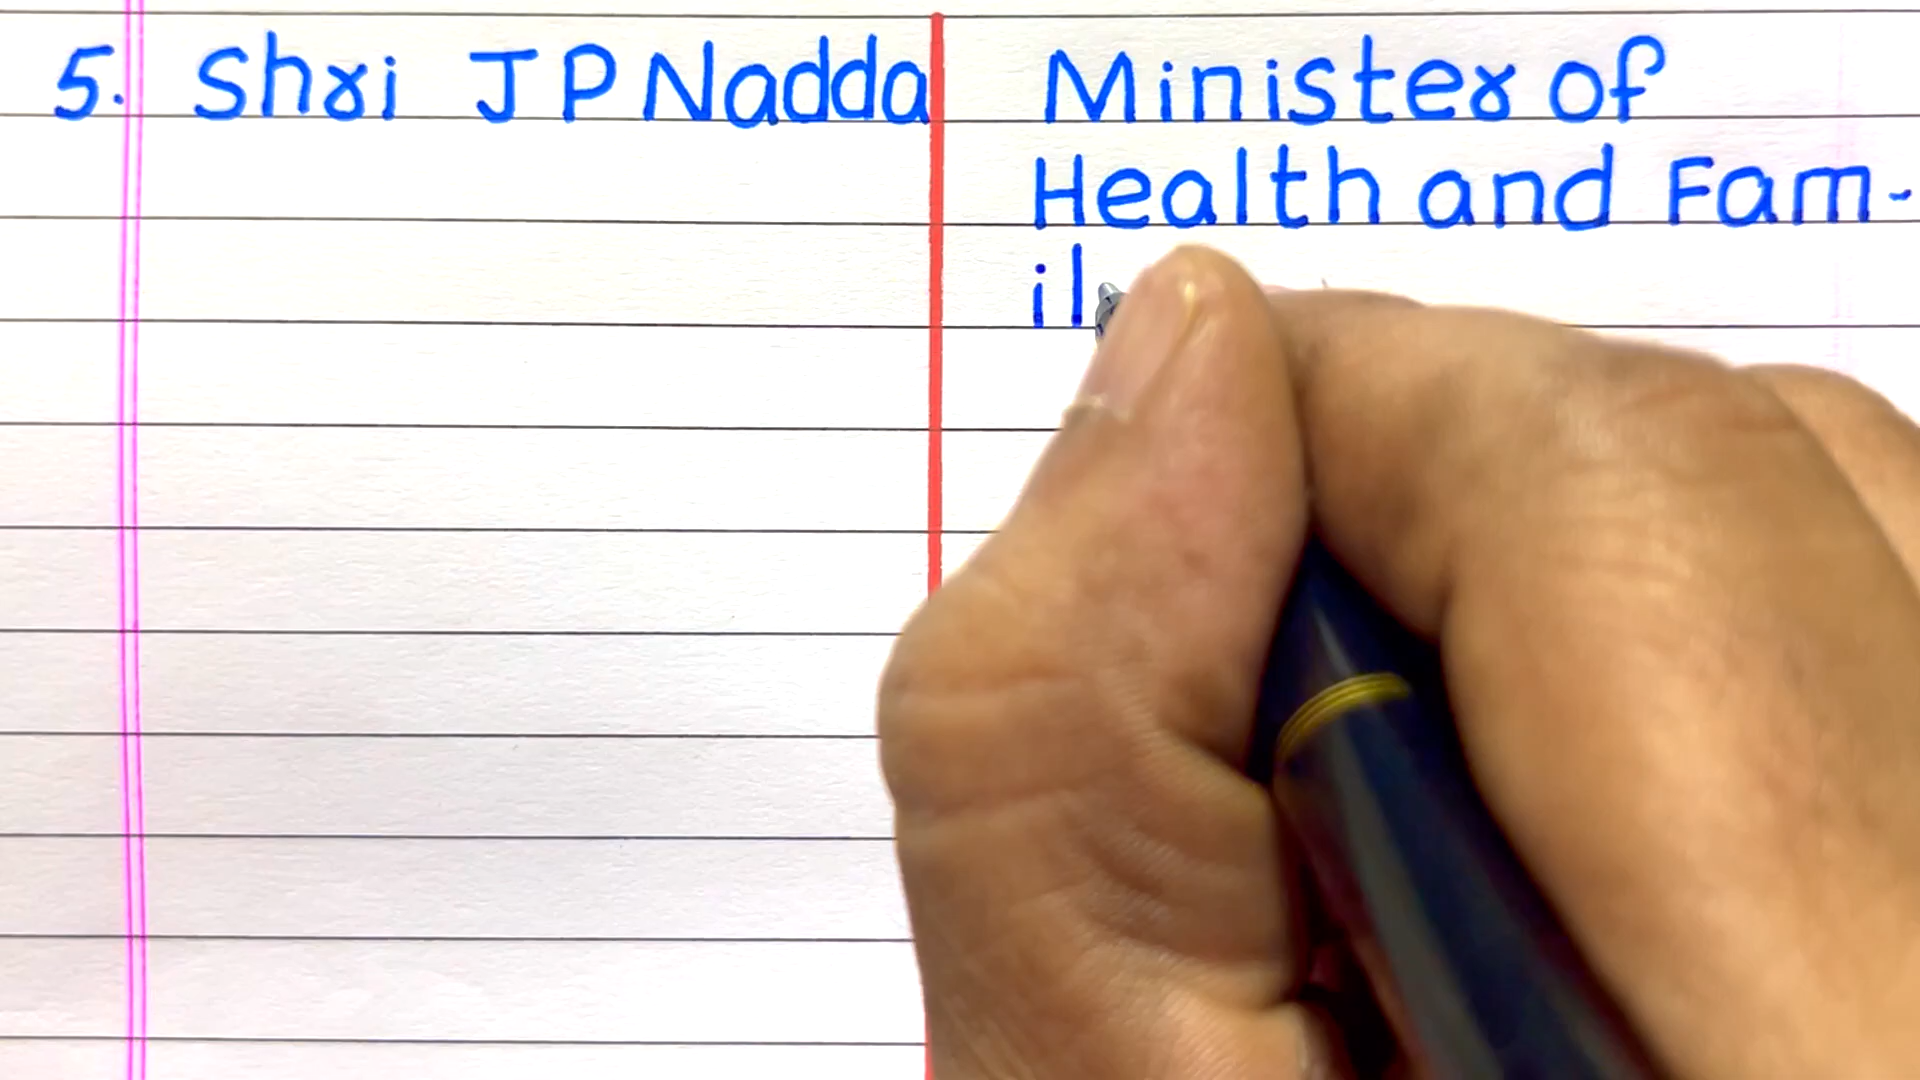 5. Shri J P Nadda Minister of
Health and Fam-
il